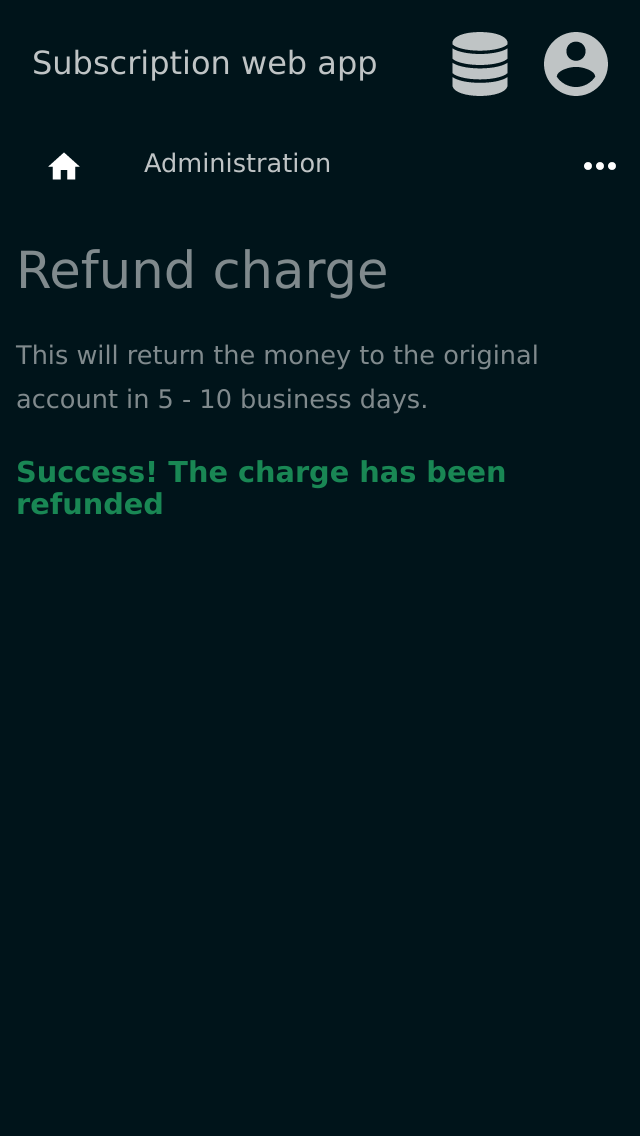 Subscription web app
Administration
Refund charge
This will return the money to the original
account in 5 - 10 business days.
Success! The charge has been
refunded